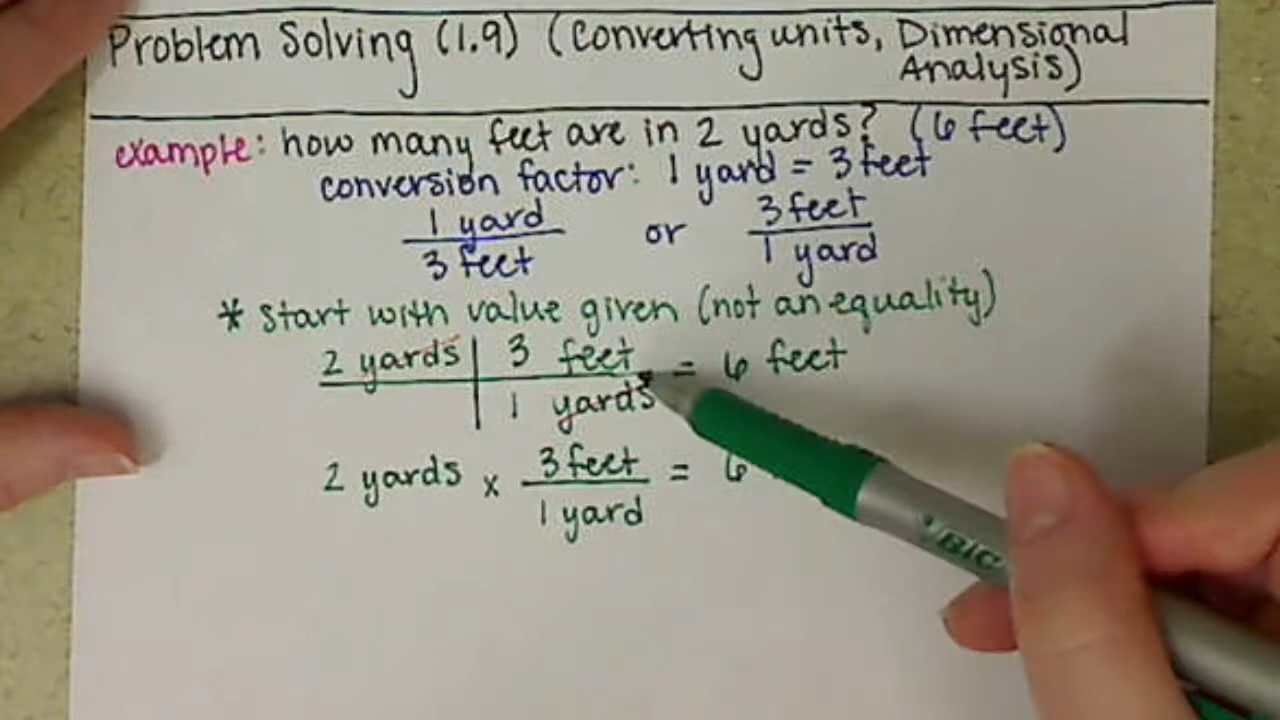 Problem Solving (1.9) (Converting units, Dimensional
Analysis)
example: how many feet are in 2 yards? (6 feet)
conversion factor: 1 yard = 3 feet
1 yard
3 feet
or
3 feet
1 yard
* Start with value given (not an equality)
2 yards | 3 feet = 6 feet
1 yards
2 yards x 3 feet = 6
1 yard
BIC